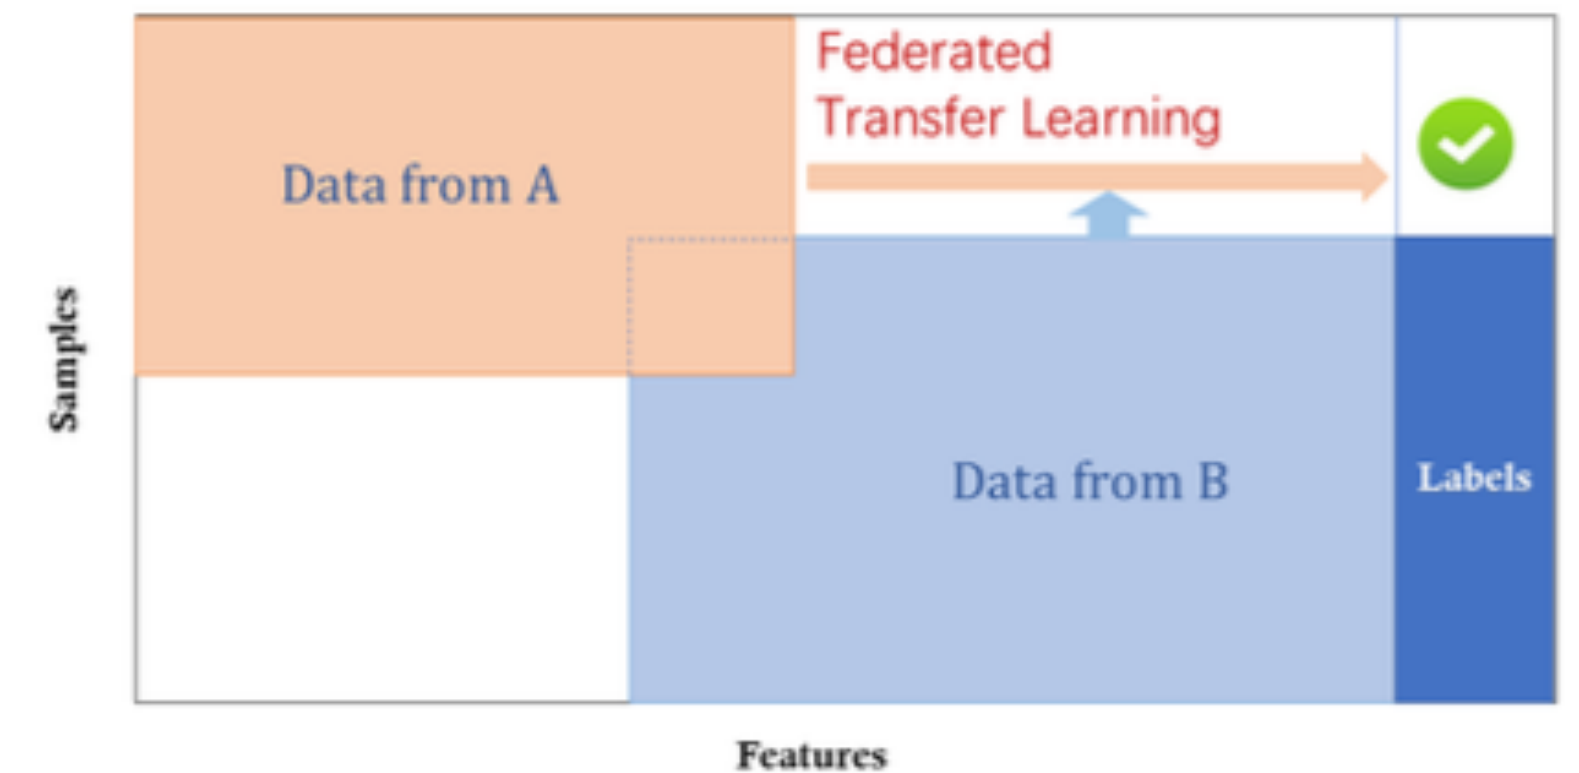 Federated
Transfer Learning
Data from A
Samples
Data from B
Labels
Features